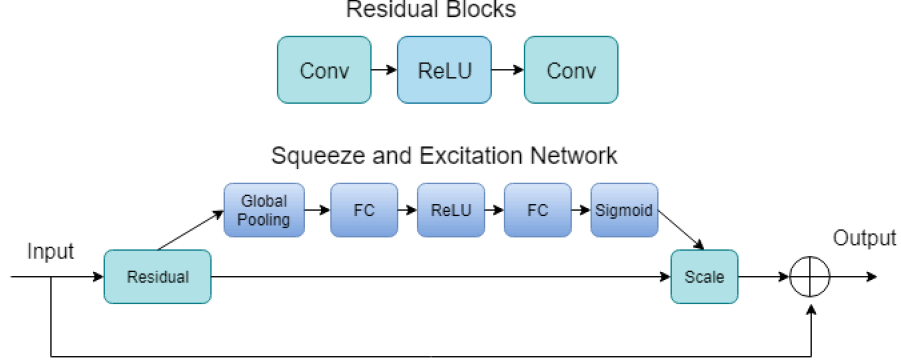 Residual Blocks
Conv
ReLU
Conv
Squeeze and Excitation Network
Global
Pooling
FC
ReLU
FC
Sigmoid
Input
Output
Residual
Scale